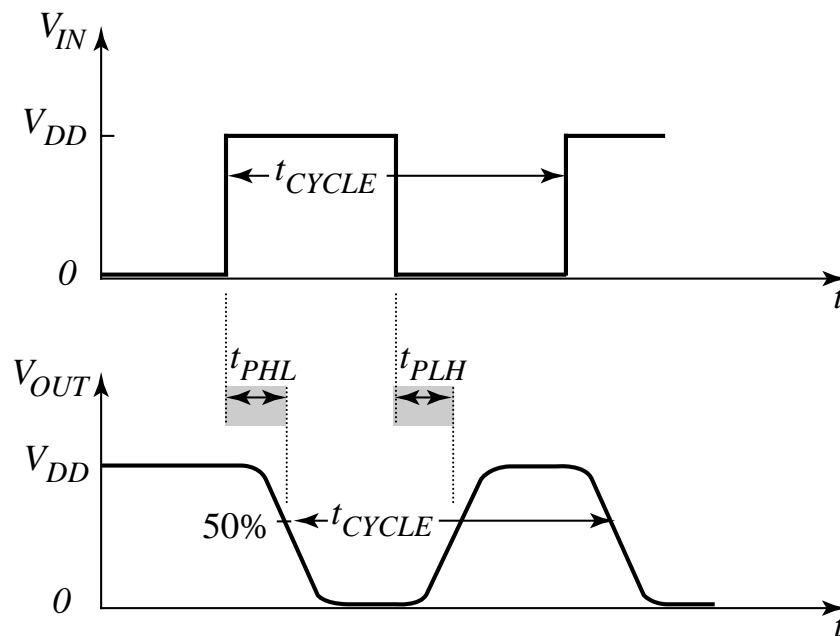 V_IN
V_DD
t_CYCLE
0
t
t_PHL
t_PLH
V_OUT
V_DD
50%
t_CYCLE
0
t